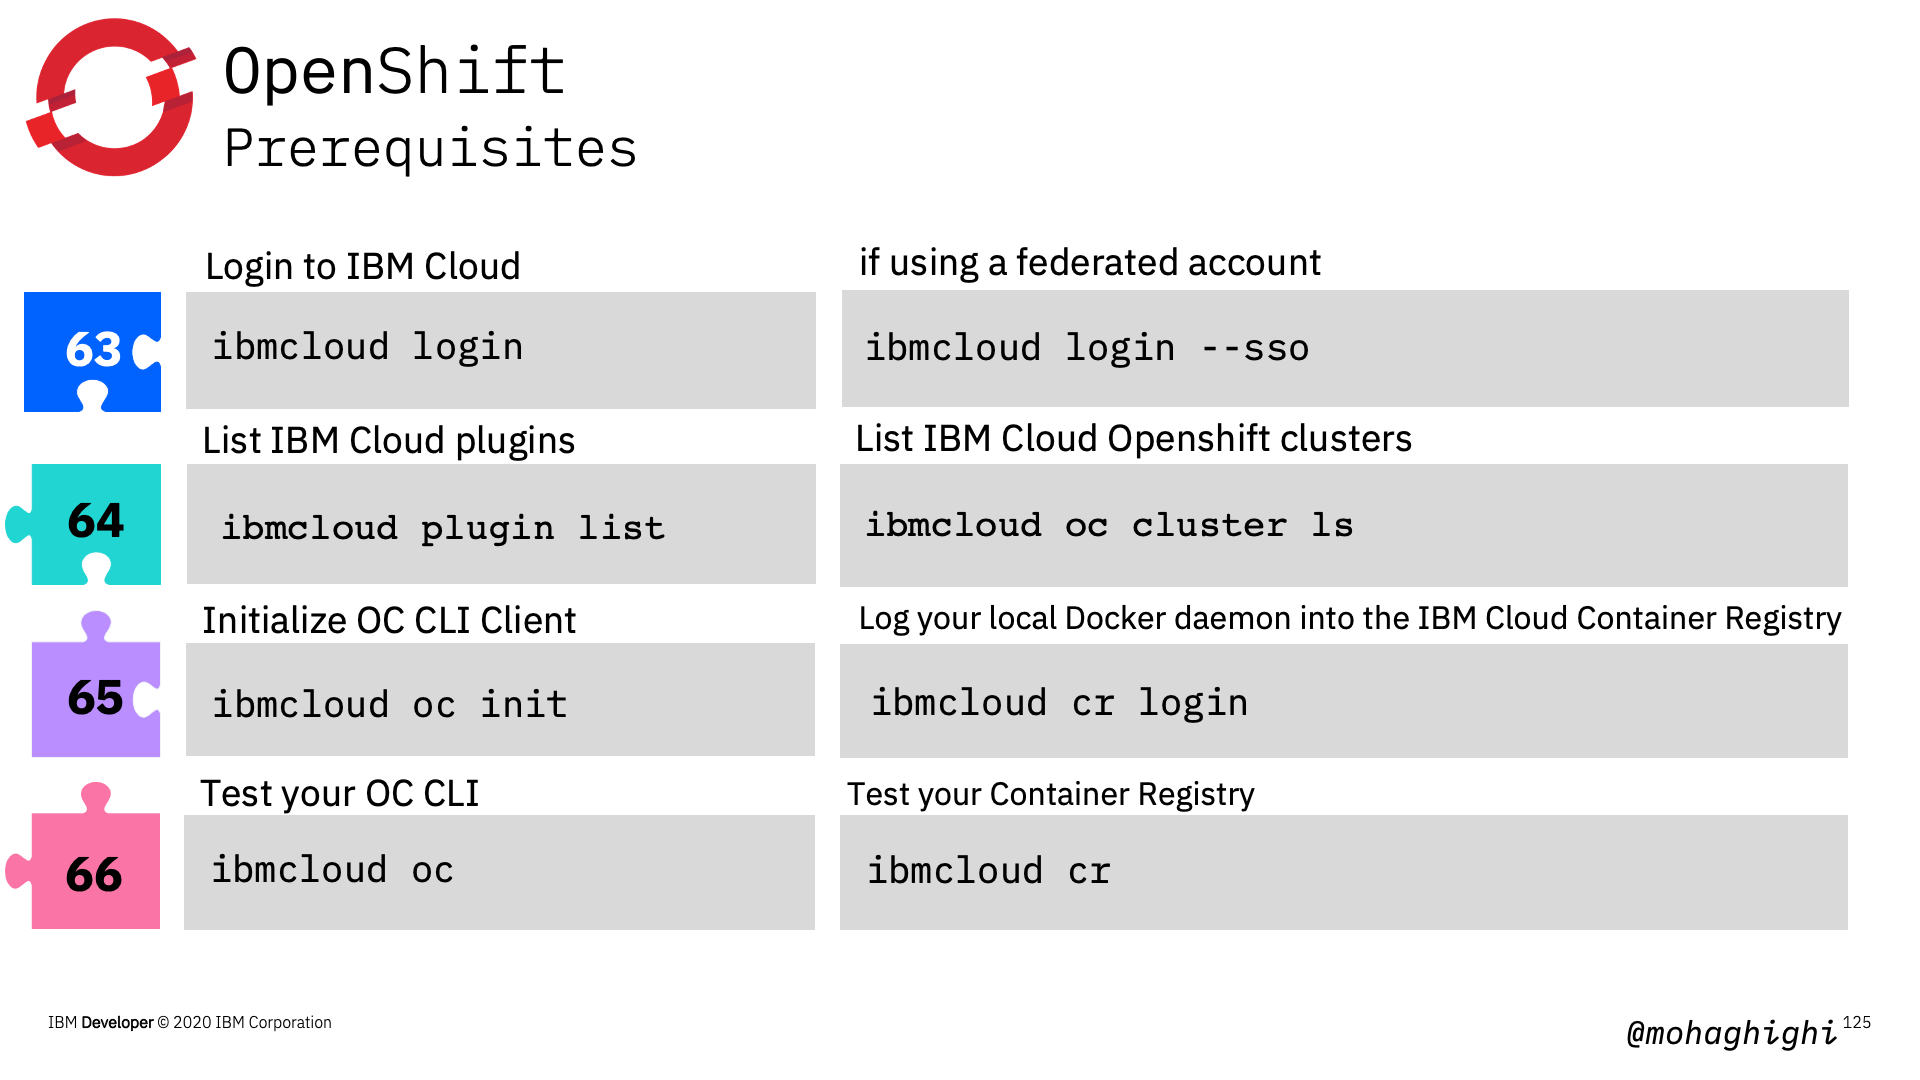 OpenShift
Prerequisites
Login to IBM Cloud
if using a federated account
63
ibmcloud login
ibmcloud login --sso
List IBM Cloud plugins
List IBM Cloud Openshift clusters
64
ibmcloud plugin list
ibmcloud oc cluster ls
Initialize OC CLI Client
Log your local Docker daemon into the IBM Cloud Container Registry
65
ibmcloud oc init
ibmcloud cr login
Test your OC CLI
Test your Container Registry
66
ibmcloud oc
ibmcloud cr
IBM Developer © 2020 IBM Corporation
@mohaghighi
125